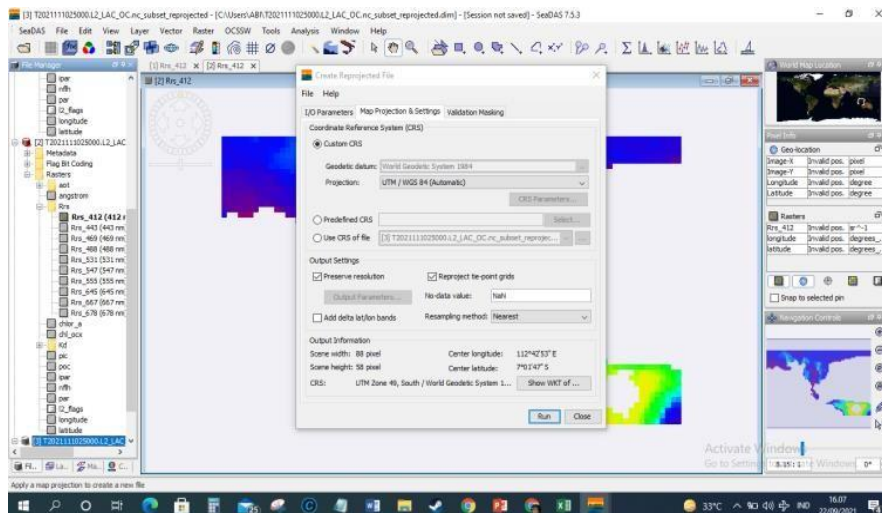 [3] T2021111025000.L2_LAC_OC.nc_subset_reprojected - [C:\Users\ABI\T2021111025000.L2_LAC_OC.nc_subset_reprojected.dim] - [Session not saved] - SeaDAS 7.5.3
SeaDAS File Edit View Layer Vector Raster OCSSW Tools Analysis Window Help
File Manager
[1] Rrs_412 [2] Rrs_412
World Map Location
ipar
nflh
par
l2_flags
longitude
latitude
[2] T2021111025000.L2_LAC
Metadata
Flag Bit Coding
Rasters
aot
angstrom
Rrs
Rrs_412 (412 n
Rrs_443 (443 nm
Rrs_469 (469 nm
Rrs_488 (488 nm
Rrs_531 (531 nm
Rrs_547 (547 nm
Rrs_555 (555 nm
Rrs_645 (645 nm
Rrs_667 (667 nm
Rrs_678 (678 nm
chlor_a
chl_ocx
Kd
pic
poc
ipar
nflh
par
l2_flags
longitude
latitude
[3] T2021111025000.L2_LAC
Fil... La... Ma... C...
[2] Rrs_412
Create Reprojected File
File Help
I/O Parameters Map Projection & Settings Validation Masking
Coordinate Reference System (CRS)
Custom CRS
Geodetic datum: World Geodetic System 1984 ...
Projection: UTM / WGS 84 (Automatic)
CRS Parameters...
Predefined CRS Select...
Use CRS of file [3] T2021111025000.L2_LAC_OC.nc_subset_reprojec... ...
Output Settings
Preserve resolution Reproject tie-point grids
Output Parameters... No-data value: NaN
Add delta lat/lon bands Resampling method: Nearest
Output Information
Scene width: 88 pixel Center longitude: 112°42'53" E
Scene height: 58 pixel Center latitude: 7°01'47" S
CRS: UTM Zone 49, South / World Geodetic System 1... Show WKT of ...
Run Close
Pixel Info
Geo-location
Image-X Invalid pos. pixel
Image-Y Invalid pos. pixel
Longitude Invalid pos. degree
Latitude Invalid pos. degree
Rasters
Rrs_412 Invalid pos. sr^-1
longitude Invalid pos. degrees_
latitude Invalid pos. degrees_
Snap to selected pin
Navigation Controls
Activate Windows
Go to Settings to activate Windows
0°
Apply a map projection to create a new file
33°C IND 16.07
22/09/2021